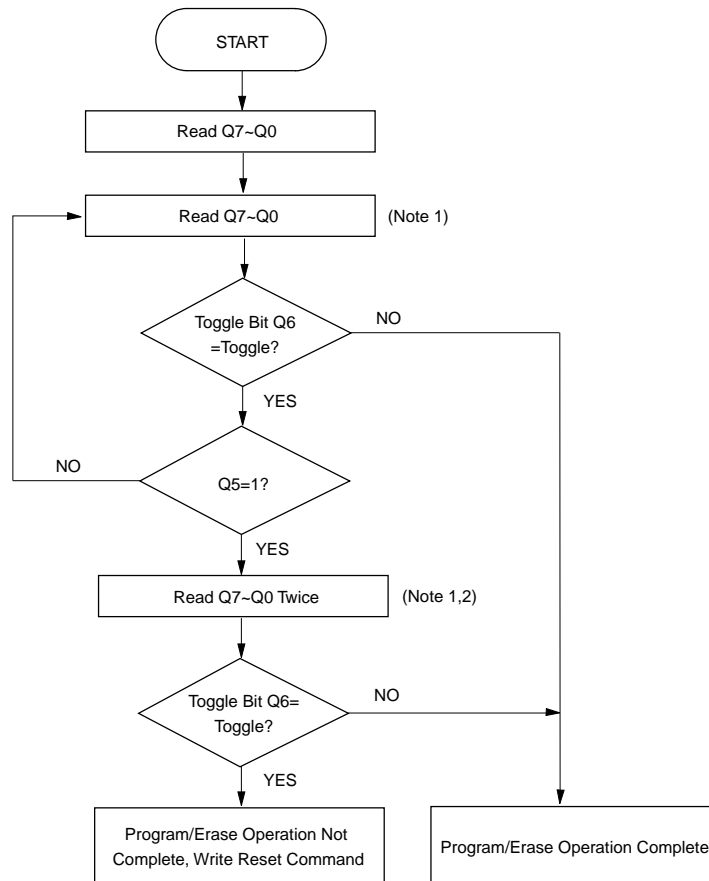 START
Read Q7~Q0
Read Q7~Q0
(Note 1)
Toggle Bit Q6
=Toggle?
NO
YES
NO
Q5=1?
YES
Read Q7~Q0 Twice
(Note 1,2)
Toggle Bit Q6=
Toggle?
NO
YES
Program/Erase Operation Not
Complete, Write Reset Command
Program/Erase Operation Complete